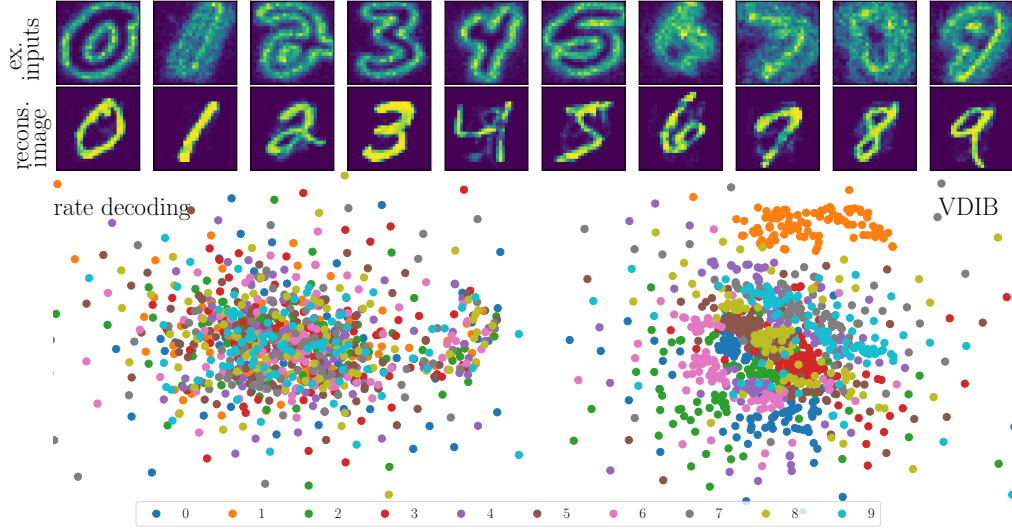 ex.
inputs
recons.
image
rate decoding
VDIB
0 1 2 3 4 5 6 7 8 9